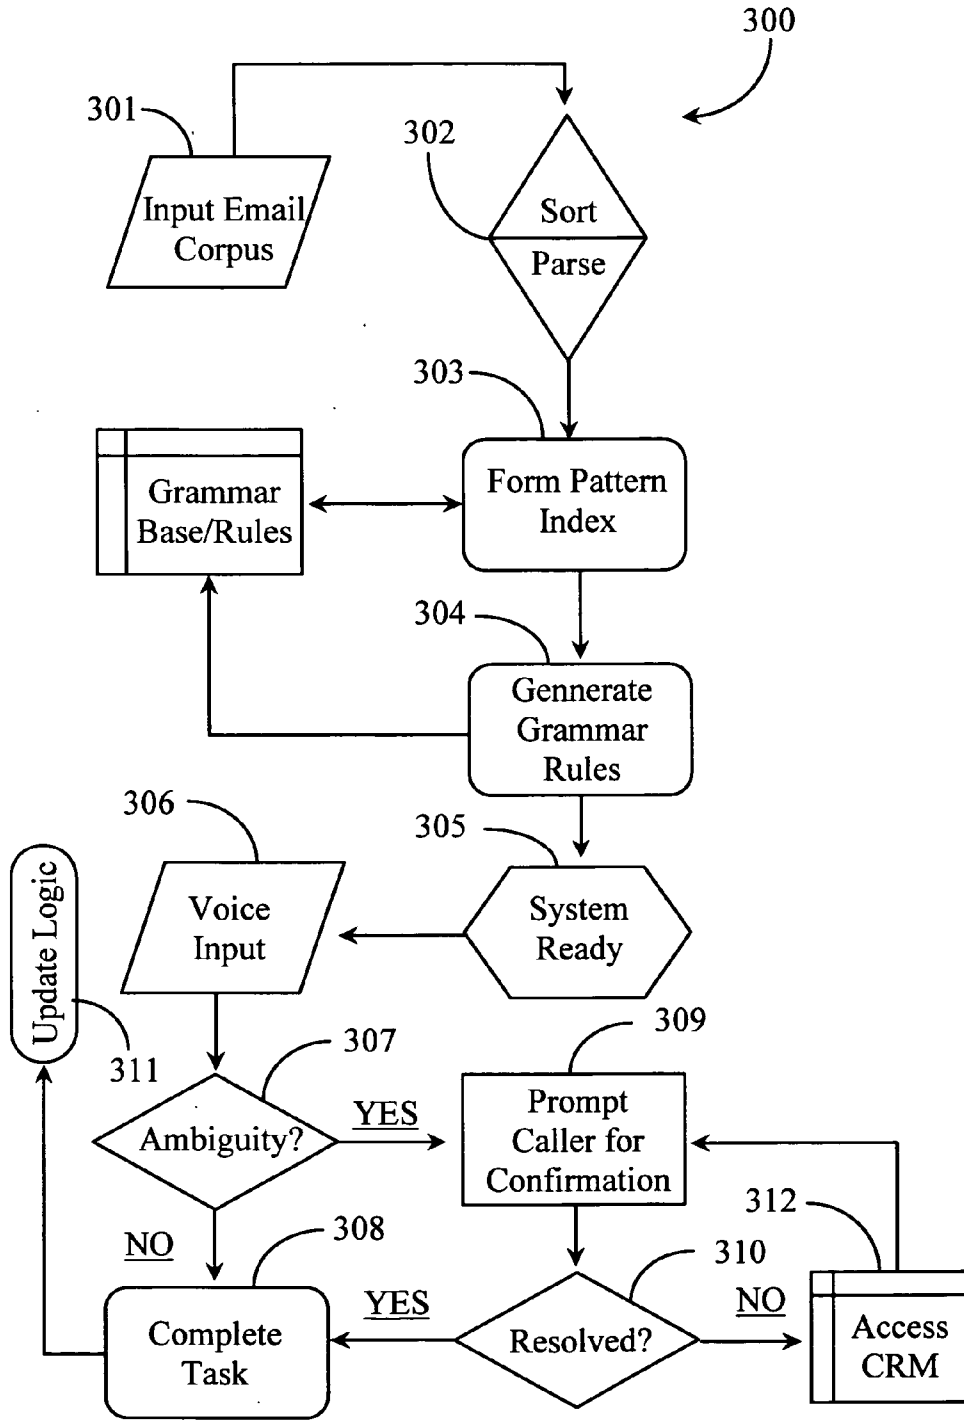 300
301
302
Input Email
Corpus
Sort
Parse
303
Grammar
Base/Rules
Form Pattern
Index
304
Gennerate
Grammar
Rules
306
305
Voice
Input
System
Ready
Update Logic
311
307
309
Ambiguity?
YES
Prompt
Caller for
Confirmation
NO
308
310
312
Complete
Task
YES
Resolved?
NO
Access
CRM